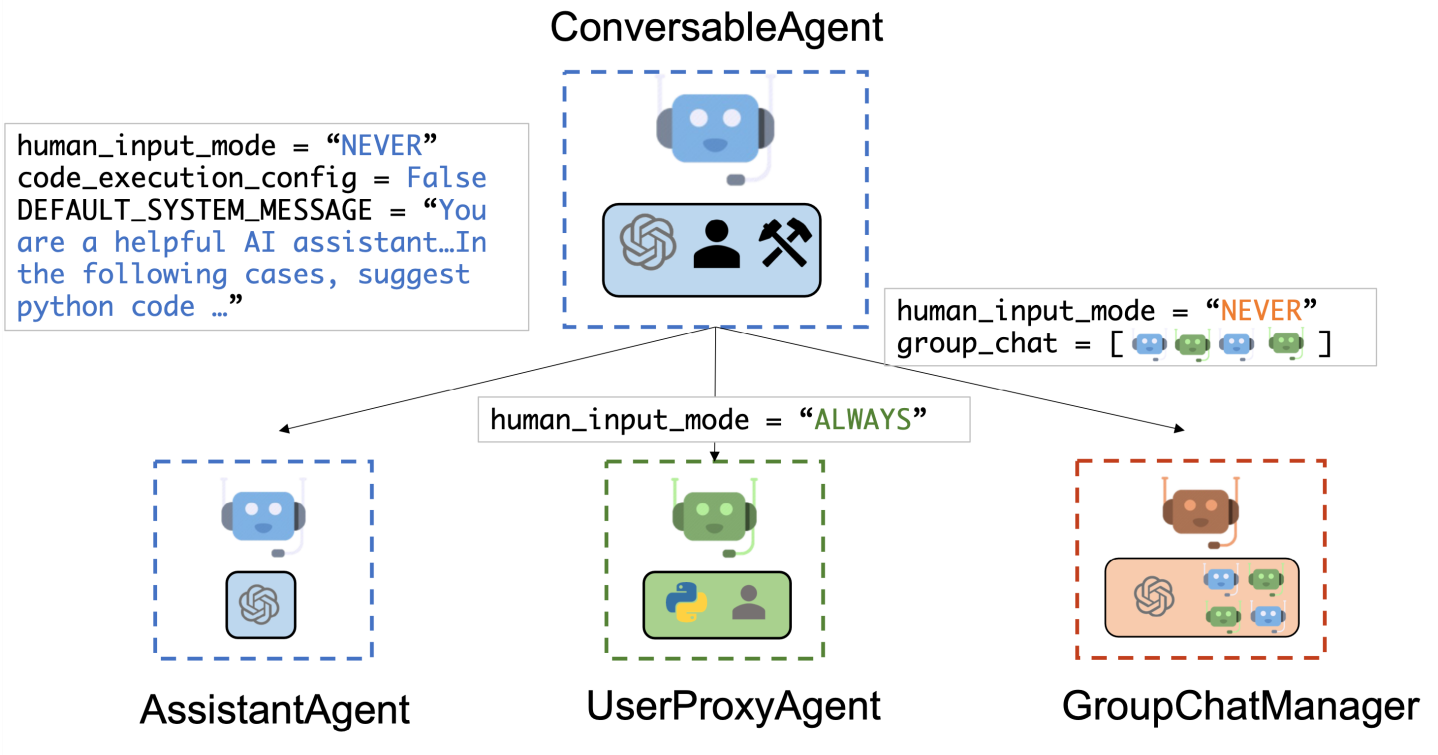 ConversableAgent
human_input_mode = “NEVER”
code_execution_config = False
DEFAULT_SYSTEM_MESSAGE = “You
are a helpful AI assistant…In
the following cases, suggest
python code …”
human_input_mode = “NEVER”
group_chat = [ ]
human_input_mode = “ALWAYS”
AssistantAgent
UserProxyAgent
GroupChatManager